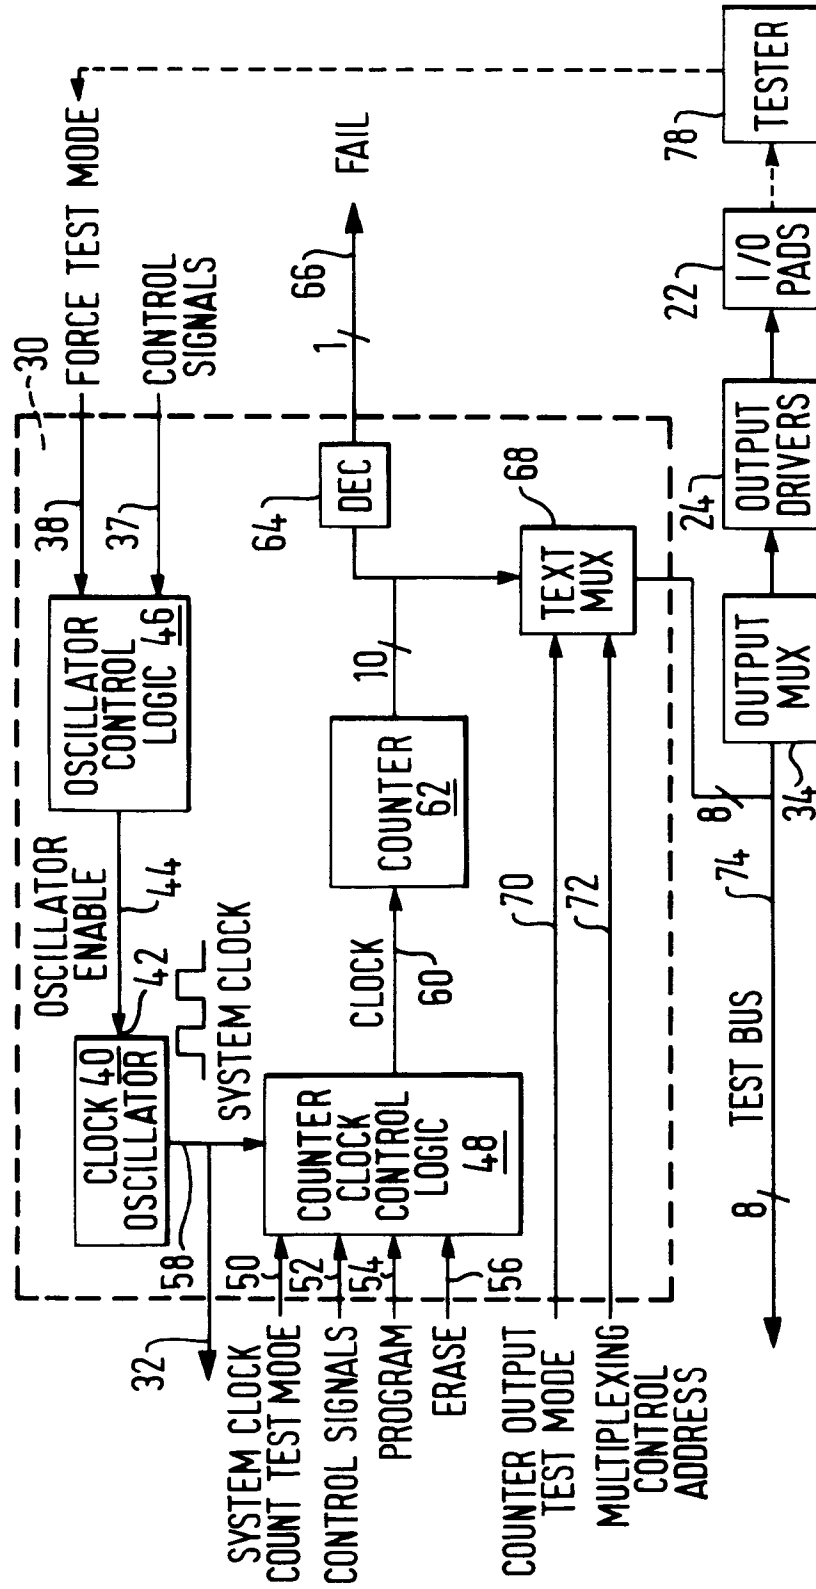 30
38
FORCE TEST MODE
37
CONTROL
SIGNALS
OSCILLATOR
CONTROL
LOGIC 46
OSCILLATOR
ENABLE
44
42
CLOCK 40
OSCILLATOR
SYSTEM CLOCK
58
32
SYSTEM CLOCK
COUNT TEST MODE
50
CONTROL SIGNALS
52
PROGRAM
54
ERASE
56
COUNTER
CLOCK
CONTROL
LOGIC
48
CLOCK
60
COUNTER
62
10
64
DEC
1
66
FAIL
COUNTER OUTPUT
TEST MODE
70
MULTIPLEXING
CONTROL
ADDRESS
72
TEXT
MUX
68
8
TEST BUS
74
8
OUTPUT
MUX
34
OUTPUT
DRIVERS
24
I/O
PADS
22
TESTER
78